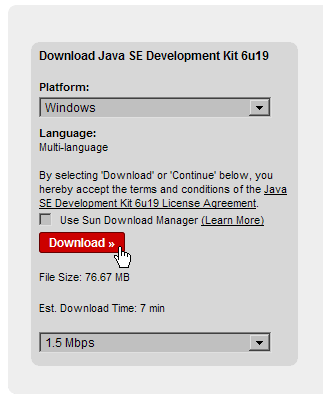 Download Java SE Development Kit 6u19
Platform:
Windows
Language:
Multi-language
By selecting 'Download' or 'Continue' below, you
hereby accept the terms and conditions of the Java
SE Development Kit 6u19 License Agreement.
Use Sun Download Manager (Learn More)
Download »
File Size: 76.67 MB
Est. Download Time: 7 min
1.5 Mbps